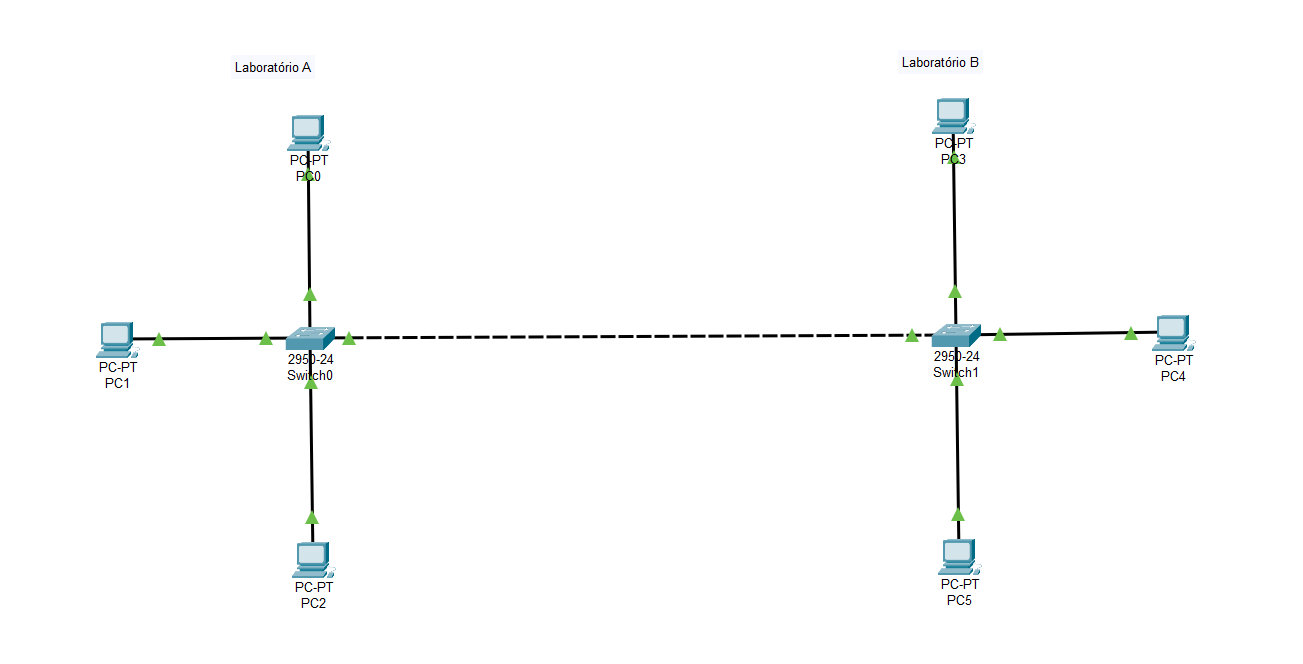 Laboratório A
Laboratório B
PC-PT
PC0
PC-PT
PC3
PC-PT
PC1
2950-24
Switch0
2950-24
Switch1
PC-PT
PC4
PC-PT
PC2
PC-PT
PC5